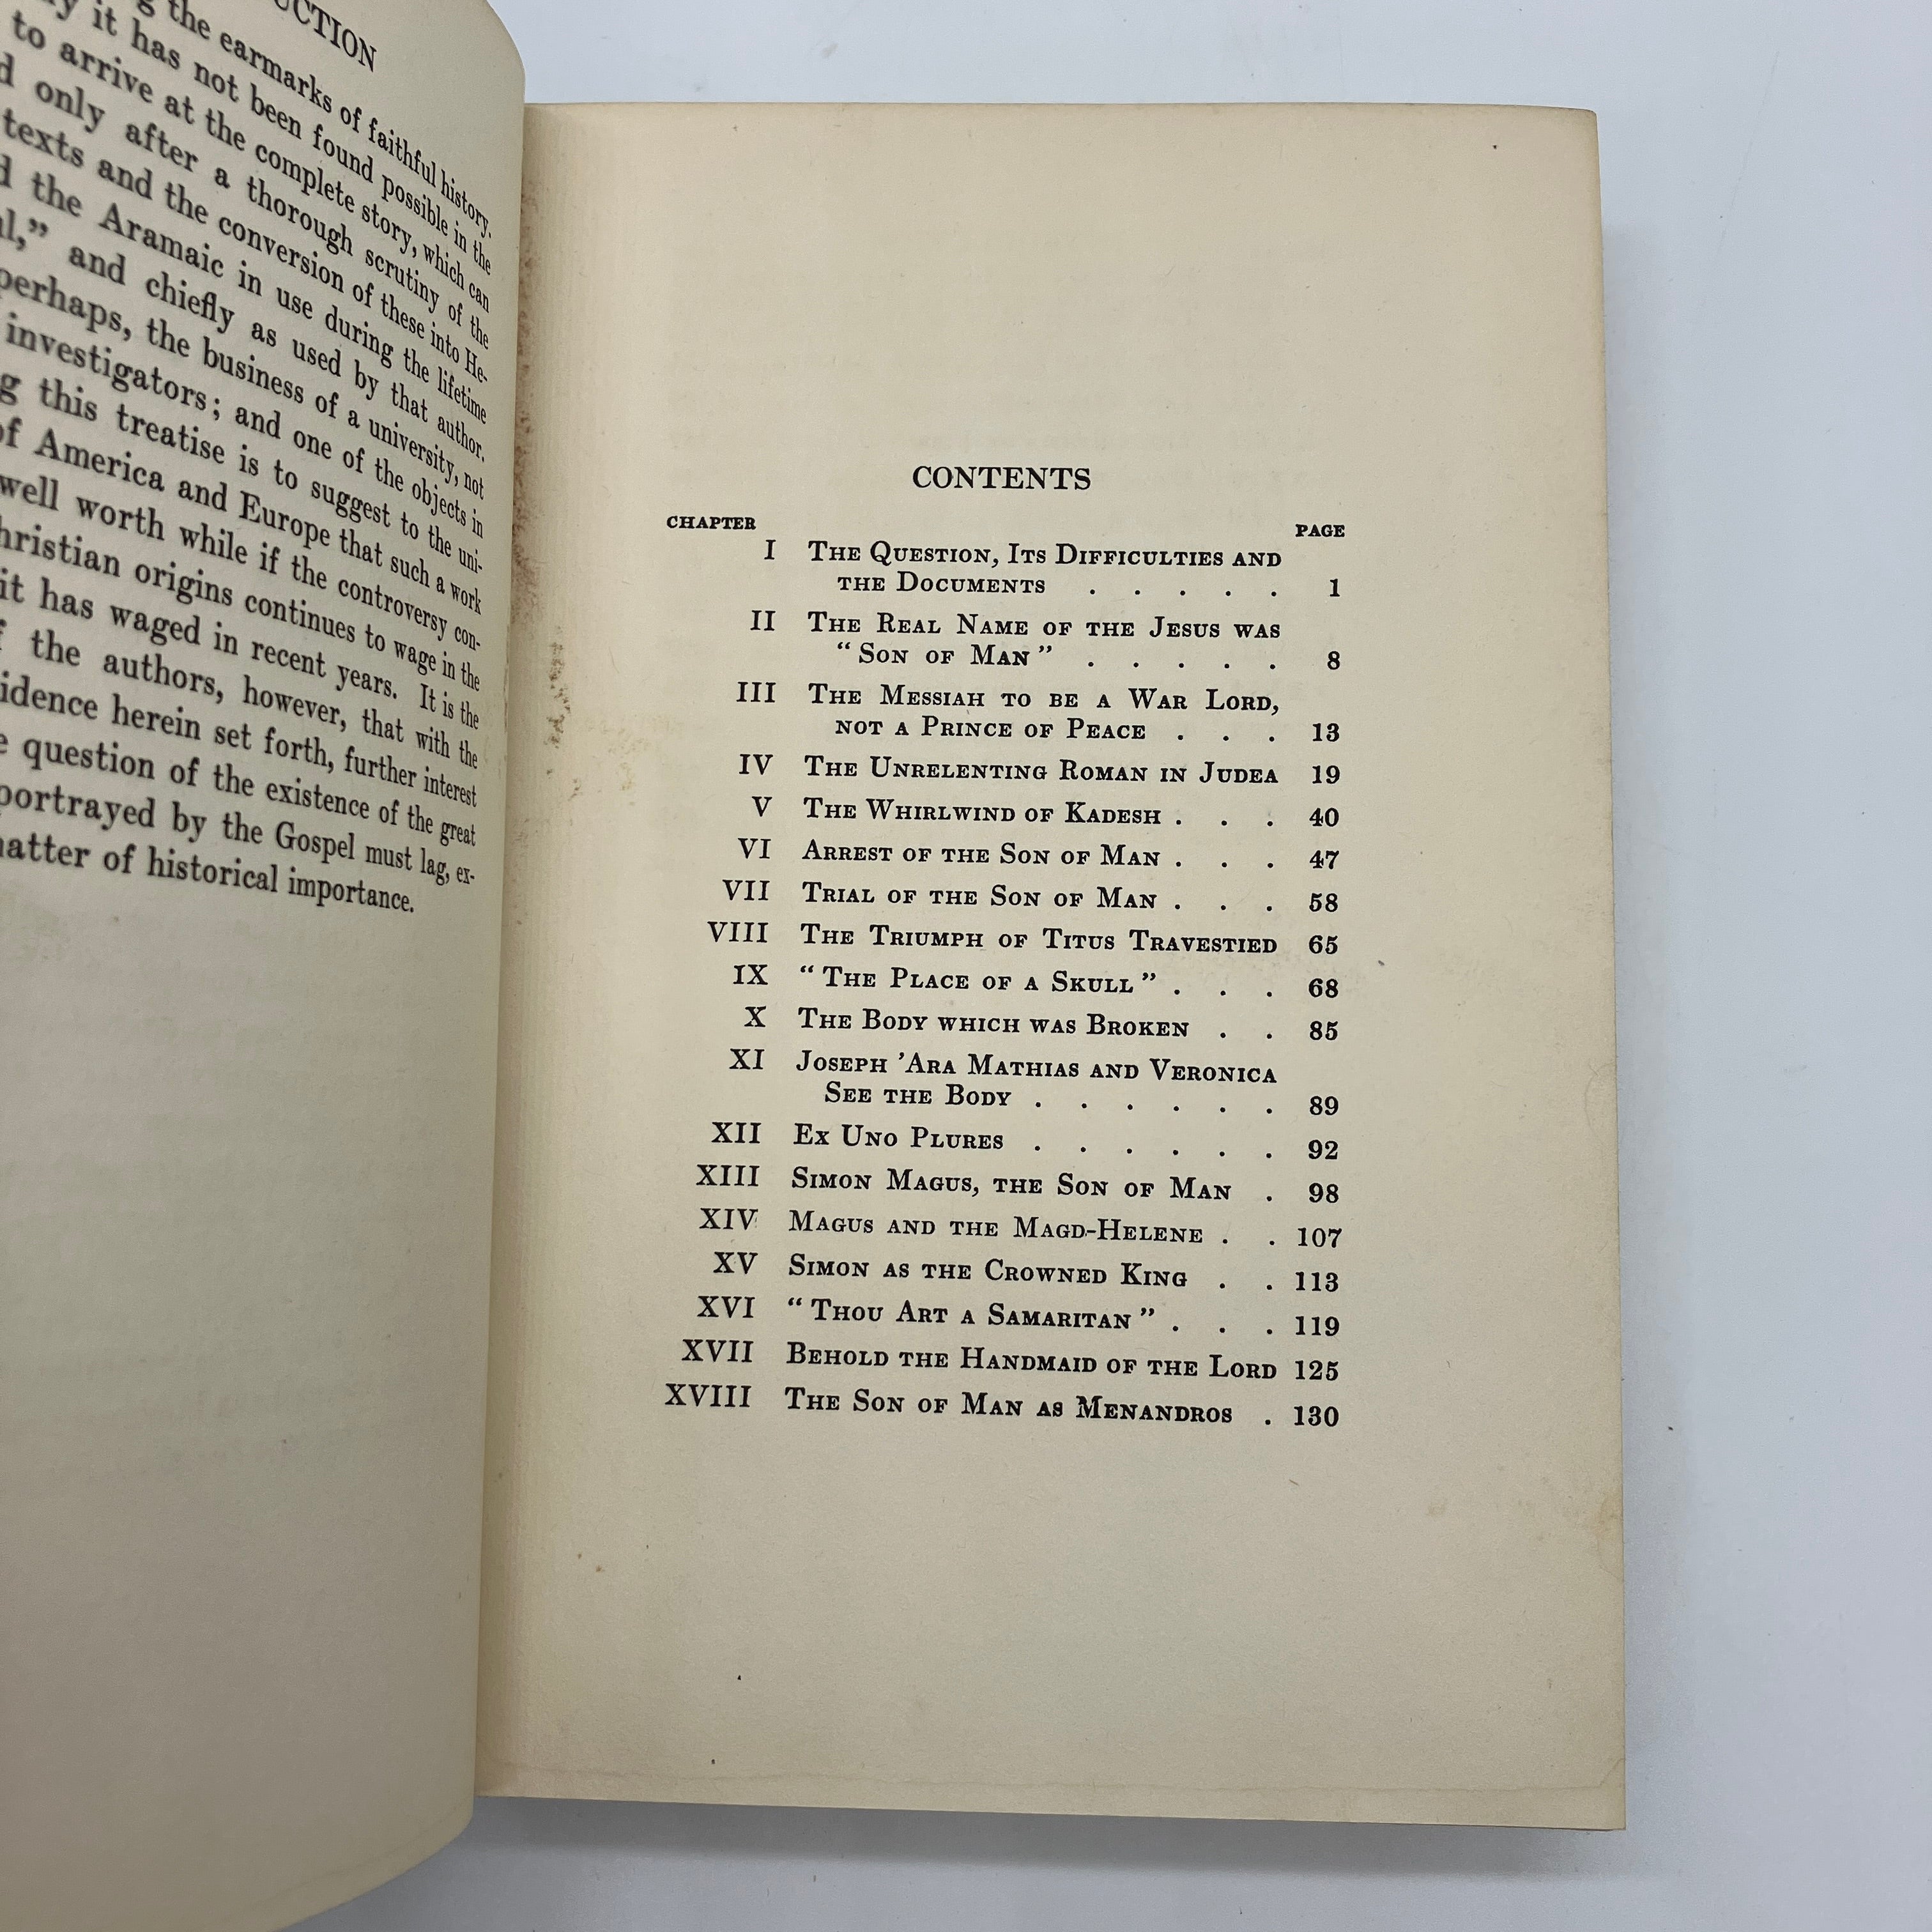 the earmarks of faithful history.
it has not been found possible in the
to arrive at the complete story, which can
only after a thorough scrutiny of the
texts and the conversion of these into He-
the Aramaic in use during the lifetime
and chiefly as used by that author.
perhaps, the business of a university, not
investigators; and one of the objects in
this treatise is to suggest to the uni-
of America and Europe that such a work
well worth while if the controversy con-
origins continues to wage in the
it has waged in recent years. It is the
the authors, however, that with the
herein set forth, further interest
question of the existence of the great
portrayed by the Gospel must lag, ex-
of historical importance.
CONTENTS
CHAPTER PAGE
I The Question, Its Difficulties and
the Documents . . . . . 1
II The Real Name of the Jesus was
“Son of Man” . . . . . 8
III The Messiah to be a War Lord,
not a Prince of Peace . . . 13
IV The Unrelenting Roman in Judea 19
V The Whirlwind of Kadesh . . . 40
VI Arrest of the Son of Man . . . 47
VII Trial of the Son of Man . . . 58
VIII The Triumph of Titus Travestied 65
IX “The Place of a Skull” . . . 68
X The Body which was Broken . . 85
XI Joseph 'Ara Mathias and Veronica
See the Body . . . . . . 89
XII Ex Uno Plures . . . . . . 92
XIII Simon Magus, the Son of Man . 98
XIV Magus and the Magd-Helene . . 107
XV Simon as the Crowned King . . 113
XVI “Thou Art a Samaritan” . . . 119
XVII Behold the Handmaid of the Lord 125
XVIII The Son of Man as Menandros . 130